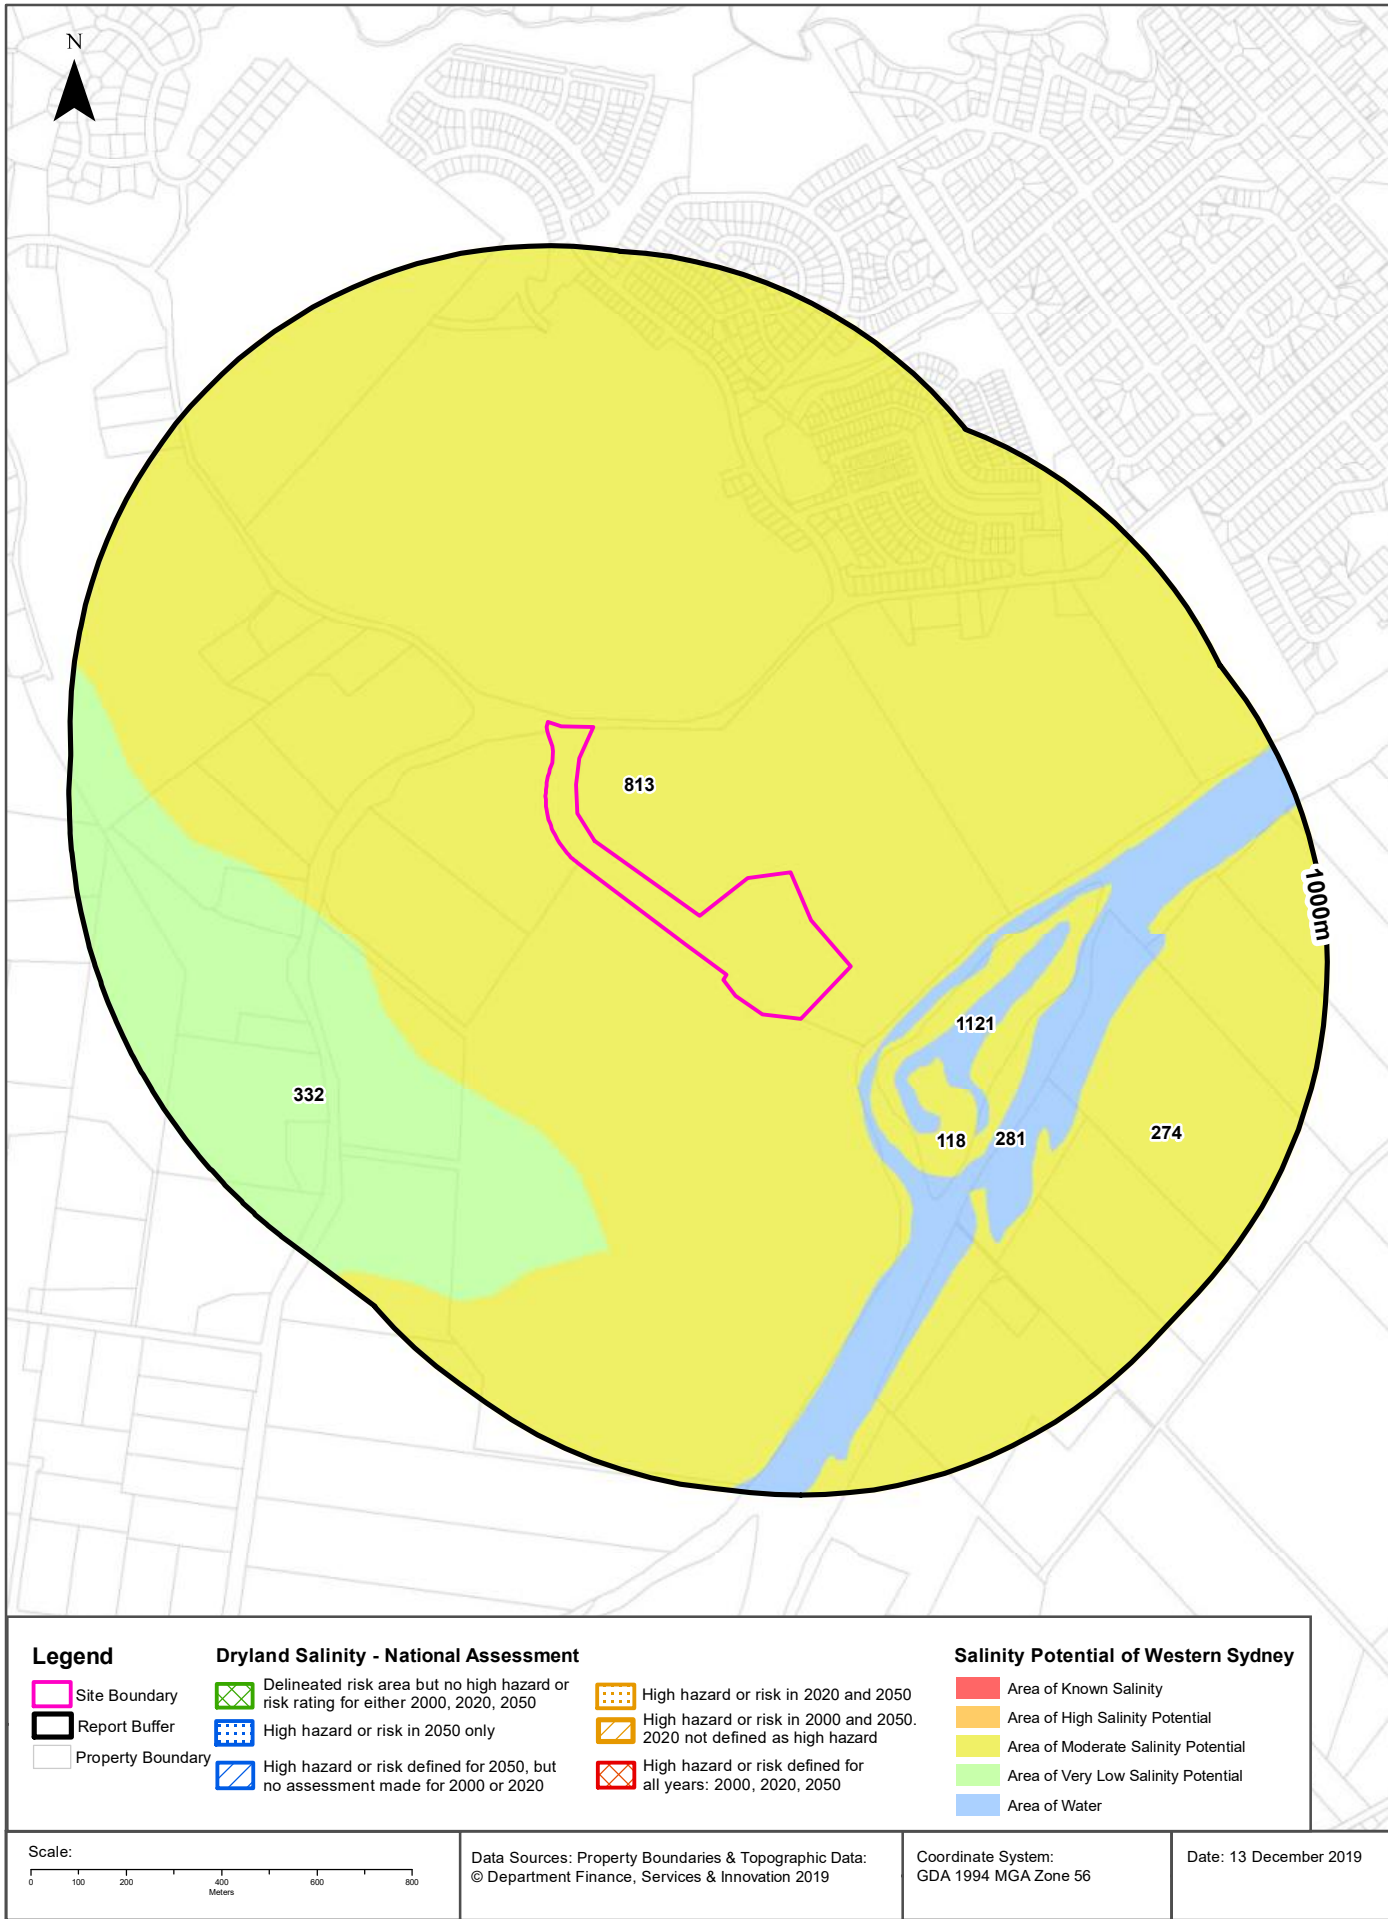 N
813
1000m
1121
332
118
281
274
Legend
Site Boundary
Report Buffer
Property Boundary
Dryland Salinity - National Assessment
Delineated risk area but no high hazard or
risk rating for either 2000, 2020, 2050
High hazard or risk in 2050 only
High hazard or risk defined for 2050, but
no assessment made for 2000 or 2020
High hazard or risk in 2020 and 2050
High hazard or risk in 2000 and 2050.
2020 not defined as high hazard
High hazard or risk defined for
all years: 2000, 2020, 2050
Salinity Potential of Western Sydney
Area of Known Salinity
Area of High Salinity Potential
Area of Moderate Salinity Potential
Area of Very Low Salinity Potential
Area of Water
Scale:
0 100 200 400 600 800
Meters
Data Sources: Property Boundaries & Topographic Data:
© Department Finance, Services & Innovation 2019
Coordinate System:
GDA 1994 MGA Zone 56
Date: 13 December 2019